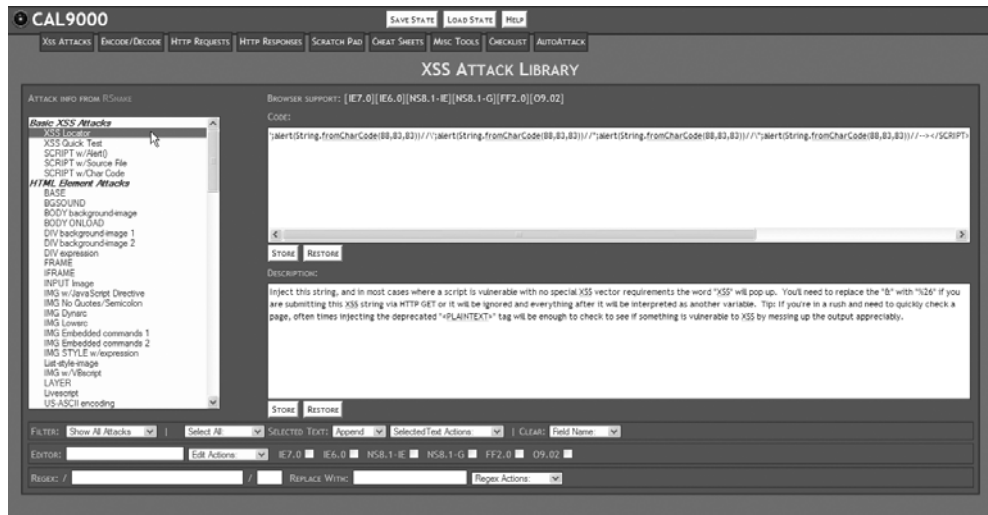 CAL9000
SAVE STATE LOAD STATE HELP
XSS ATTACKS ENCODE/DECODE HTTP REQUESTS HTTP RESPONSES SCRATCH PAD CHEAT SHEETS MISC TOOLS CHECKLIST AUTOATTACK
XSS ATTACK LIBRARY
ATTACK INFO FROM RSNAKE
Basic XSS Attacks
XSS Locator
XSS Quick Test
SCRIPT w/Alert()
SCRIPT w/Source File
SCRIPT w/Char Code
HTML Element Attacks
BASE
BGSOUND
BODY background-image
BODY ONLOAD
DIV background-image 1
DIV background-image 2
DIV expression
FRAME
IFRAME
INPUT Image
IMG w/JavaScript Directive
IMG No Quotes/Semicolon
IMG Dynsrc
IMG Lowsrc
IMG Embedded commands 1
IMG Embedded commands 2
IMG STYLE w/expression
List-style-image
IMG w/VBscript
LAYER
Livescript
US-ASCII encoding
BROWSER SUPPORT: [IE7.0][IE6.0][NS8.1-IE][NS8.1-G][FF2.0][O9.02]
CODE:
';alert(String.fromCharCode(88,83,83))//\';alert(String.fromCharCode(88,83,83))//";alert(String.fromCharCode(88,83,83))//\";alert(String.fromCharCode(88,83,83))//--></SCRIPT>
STORE RESTORE
DESCRIPTION:
Inject this string, and in most cases where a script is vulnerable with no special XSS vector requirements the word "XSS" will pop up. You'll need to replace the "&" with "%26" if you
are submitting this XSS string via HTTP GET or it will be ignored and everything after it will be interpreted as another variable. Tip: If you're in a rush and need to quickly check a
page, often times injecting the deprecated "<PLAINTEXT>" tag will be enough to check to see if something is vulnerable to XSS by messing up the output appreciably.
STORE RESTORE
FILTER: Show All Attacks | Select All: SELECTED TEXT: Append SelectedText Actions: | CLEAR: Field Name:
EDITOR: Edit Actions: IE7.0 IE6.0 NS8.1-IE NS8.1-G FF2.0 O9.02
REGEX: / / REPLACE WITH: Regex Actions: